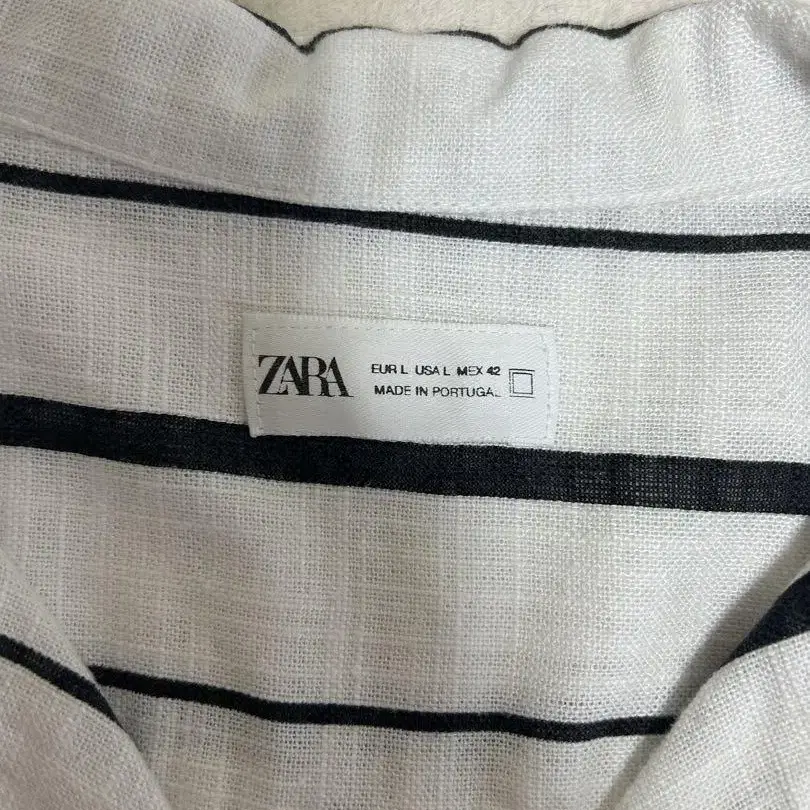 ZARA
EUR L USA L MEX 42
MADE IN PORTUGAL